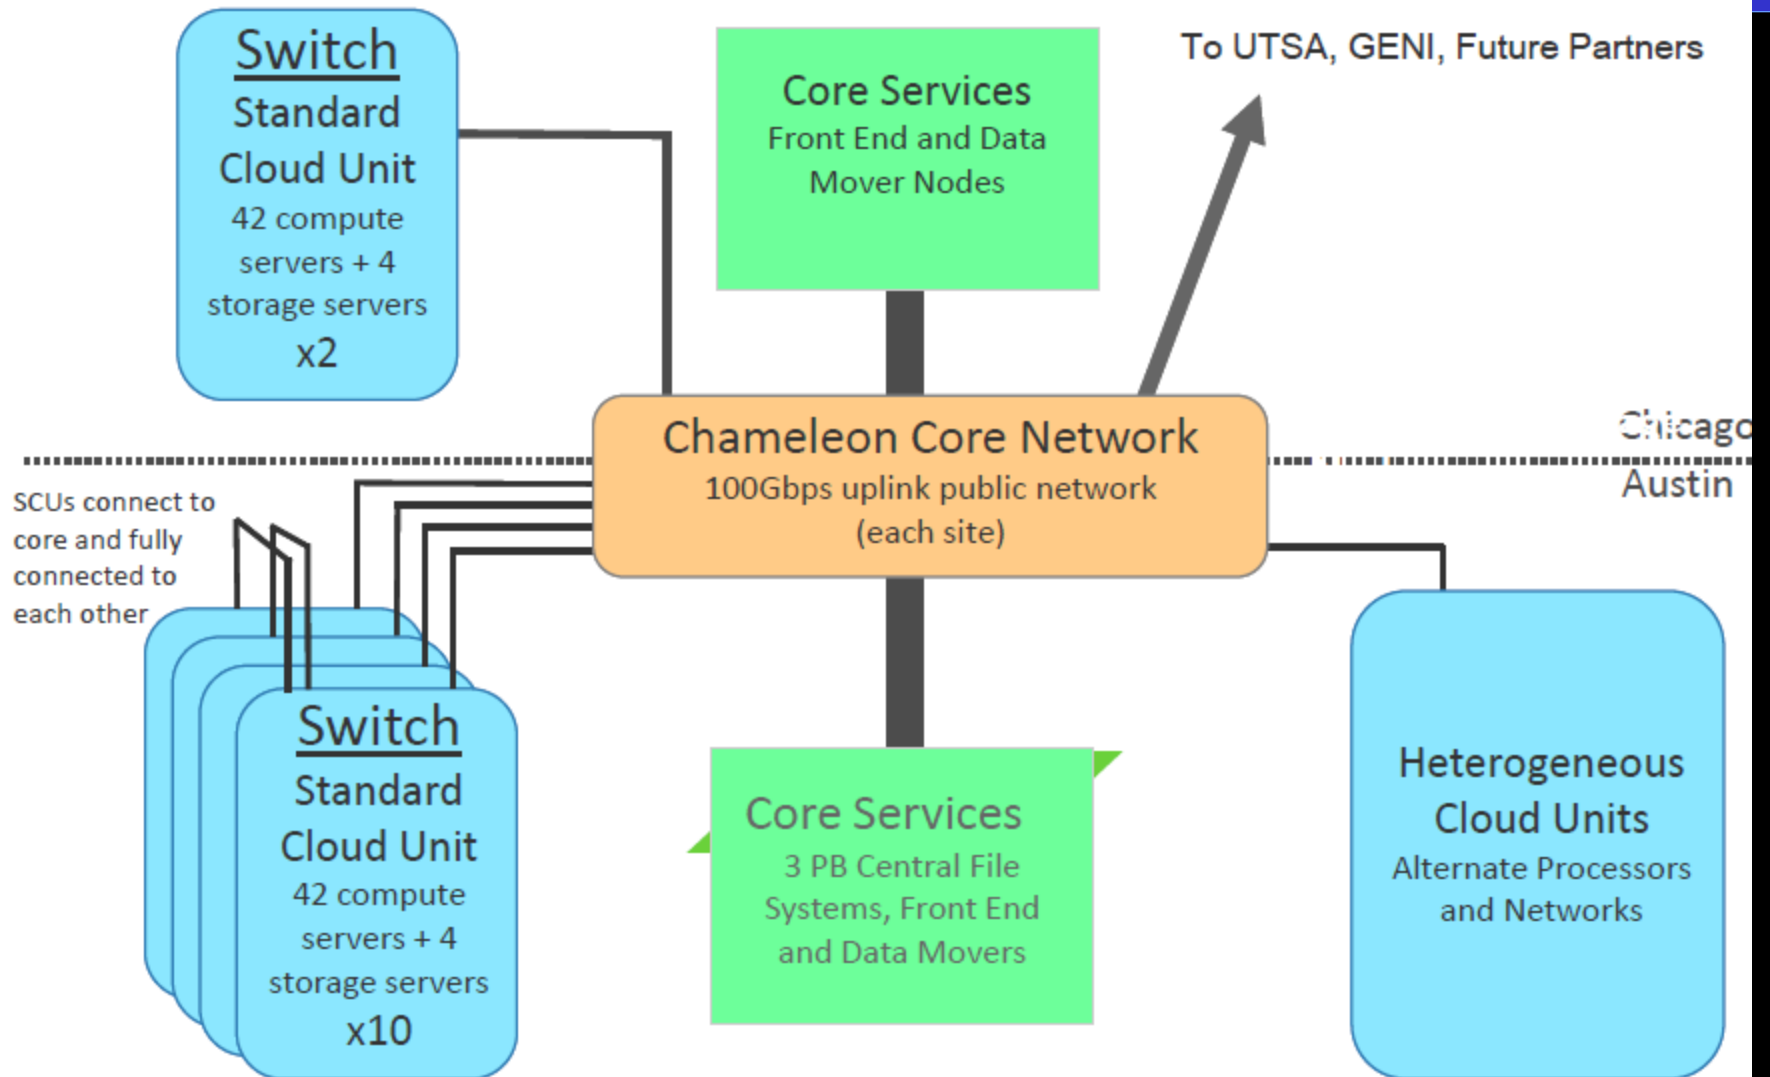 Switch
Standard
Cloud Unit
42 compute
servers + 4
storage servers
x2
Core Services
Front End and Data
Mover Nodes
To UTSA, GENI, Future Partners
Chameleon Core Network
100Gbps uplink public network
(each site)
Chicago
Austin
SCUs connect to
core and fully
connected to
each other
Switch
Standard
Cloud Unit
42 compute
servers + 4
storage servers
x10
Core Services
3 PB Central File
Systems, Front End
and Data Movers
Heterogeneous
Cloud Units
Alternate Processors
and Networks